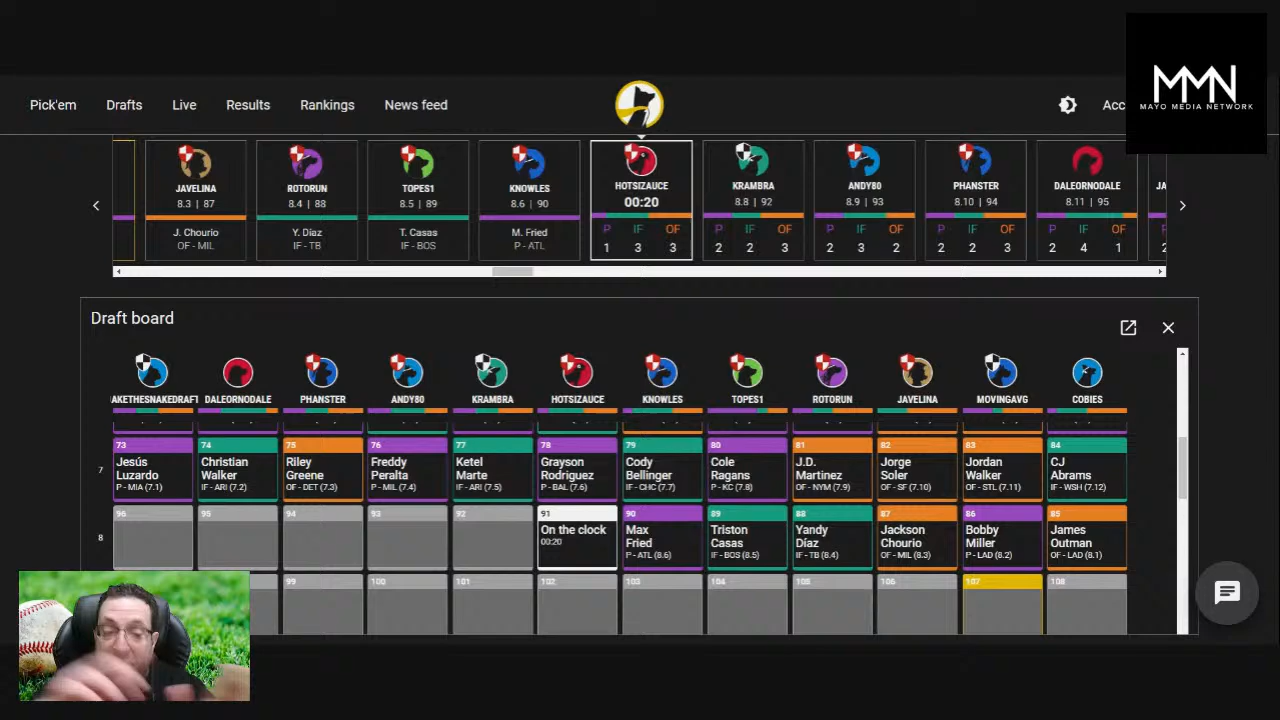 MAYO MEDIA NETWORK
Pick'em Drafts Live Results Rankings News feed Acc
JAVELINA ROTORUN TOPES1 KNOWLES HOTSIZAUCE KRAMBRA ANDY80 PHANSTER DALEORNODALE JA
8.3 | 87 8.4 | 88 8.5 | 89 8.6 | 90 00:20 8.8 | 92 8.9 | 93 8.10 | 94 8.11 | 95
J. Chourio Y. Díaz T. Casas M. Fried P IF OF P IF OF P IF OF P IF OF P IF OF P
OF - MIL IF - TB IF - BOS P - ATL 1 3 3 2 2 3 2 3 2 2 2 3 2 4 1 2
Draft board
AKETHESNAKEDRAFT DALEORNODALE PHANSTER ANDY80 KRAMBRA HOTSIZAUCE KNOWLES TOPES1 ROTORUN JAVELINA MOVINGAVG COBIES
73 74 75 76 77 78 79 80 81 82 83 84
7
Jesús Christian Riley Freddy Ketel Grayson Cody Cole J.D. Jorge Jordan CJ
Luzardo Walker Greene Peralta Marte Rodriguez Bellinger Ragans Martinez Soler Walker Abrams
P - MIA (7.1) IF - ARI (7.2) OF - DET (7.3) P - MIL (7.4) IF - ARI (7.5) P - BAL (7.6) IF - CHC (7.7) P - KC (7.8) OF - NYM (7.9) OF - SF (7.10) OF - STL (7.11) IF - WSH (7.12)
96 95 94 93 92 91 90 89 88 87 86 85
8
On the clock Max Triston Yandy Jackson Bobby James
00:20 Fried Casas Díaz Chourio Miller Outman
P - ATL (8.6) IF - BOS (8.5) IF - TB (8.4) OF - MIL (8.3) P - LAD (8.2) OF - LAD (8.1)
99 100 101 102 103 104 105 106 107 108